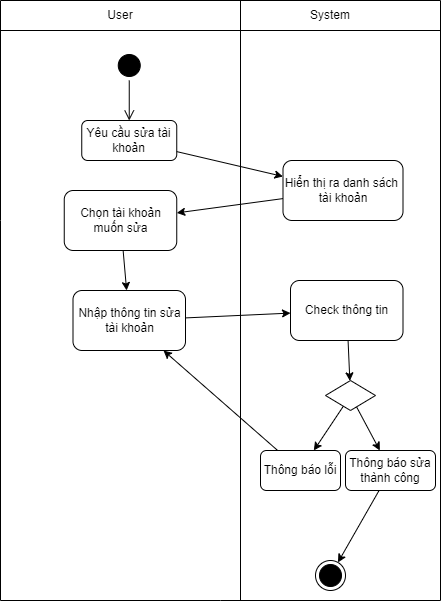 User
System
Yêu cầu sửa tài
khoản
Hiển thị ra danh sách
tài khoản
Chọn tài khoản
muốn sửa
Nhập thông tin sửa
tài khoản
Check thông tin
Thông báo lỗi
Thông báo sửa
thành công